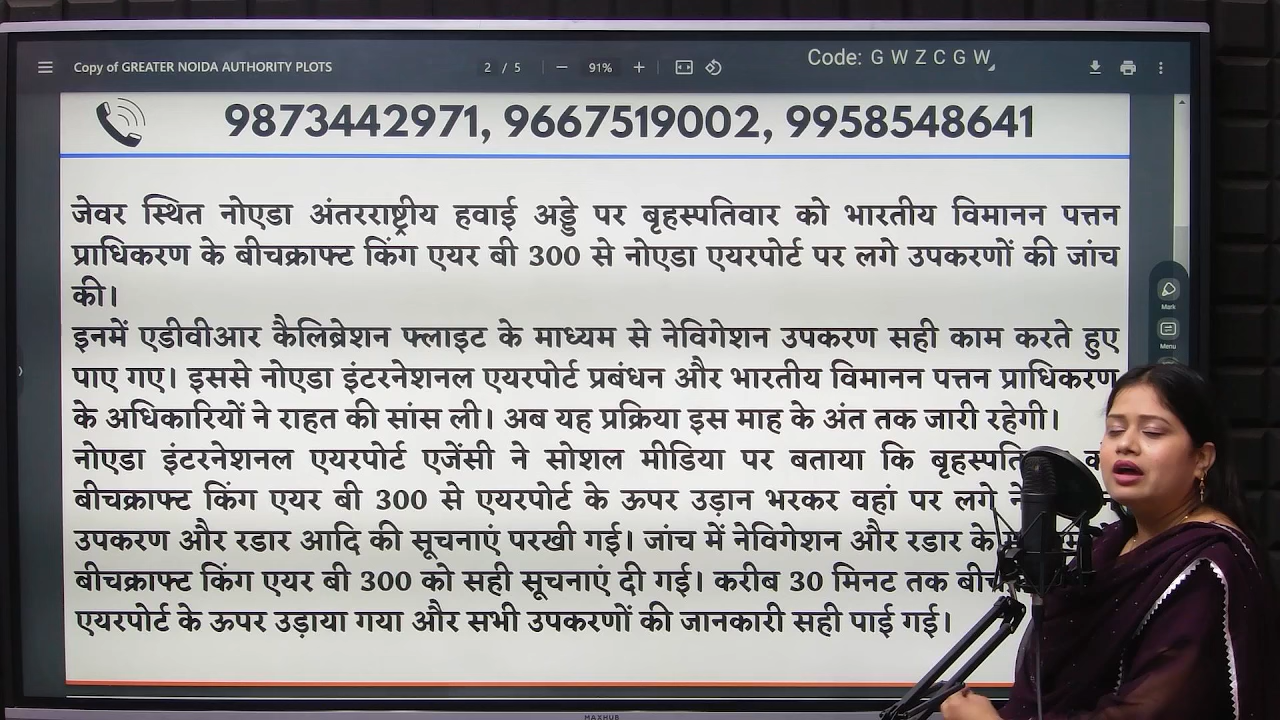 Copy of GREATER NOIDA AUTHORITY PLOTS 2 / 5 91% Code: G W Z C G W
9873442971, 9667519002, 9958548641
जेवर स्थित नोएडा अंतरराष्ट्रीय हवाई अड्डे पर बृहस्पतिवार को भारतीय विमानन पत्तन
प्राधिकरण के बीचक्राफ्ट किंग एयर बी 300 से नोएडा एयरपोर्ट पर लगे उपकरणों की जांच
की।
Mark
इनमें एडीवीआर कैलिब्रेशन फ्लाइट के माध्यम से नेविगेशन उपकरण सही काम करते हुए
Menu
पाए गए। इससे नोएडा इंटरनेशनल एयरपोर्ट प्रबंधन और भारतीय विमानन पत्तन प्राधिकरण
के अधिकारियों ने राहत की सांस ली। अब यह प्रक्रिया इस माह के अंत तक जारी रहेगी।
नोएडा इंटरनेशनल एयरपोर्ट एजेंसी ने सोशल मीडिया पर बताया कि
बीचक्राफ्ट किंग एयर बी 300 से एयरपोर्ट के ऊपर उड़ान भरकर वहां पर लगे
उपकरण और रडार आदि की सूचनाएं परखी गई। जांच में नेविगेशन और रडार के
बीचक्राफ्ट किंग एयर बी 300 को सही सूचनाएं दी गई। करीब 30 मिनट तक
एयरपोर्ट के ऊपर उड़ाया गया और सभी उपकरणों की जानकारी सही पाई गई।
MAXHUB